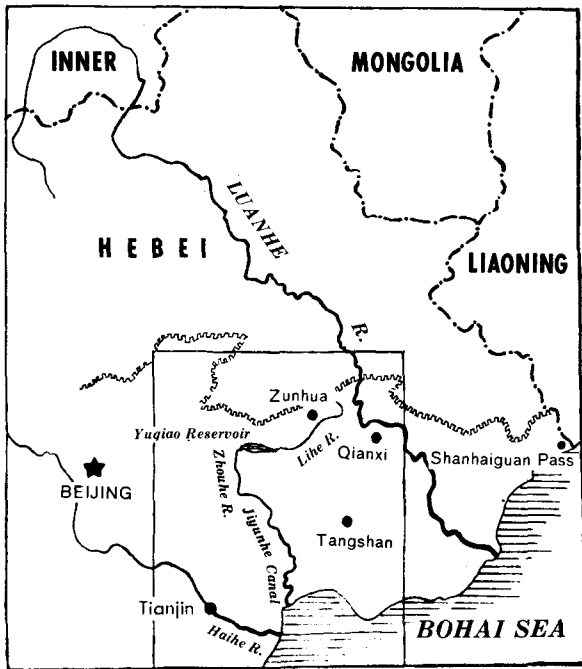 INNER
MONGOLIA
LUANHE R.
HEBEI
LIAONING
Zunhua
Yuqiao Reservoir
Lihe R.
Qianxi
Shanhaiguan Pass
Zhouhe R.
BEIJING
Jiyunhe Canal
Tangshan
Tianjin
Haihe R.
BOHAI SEA